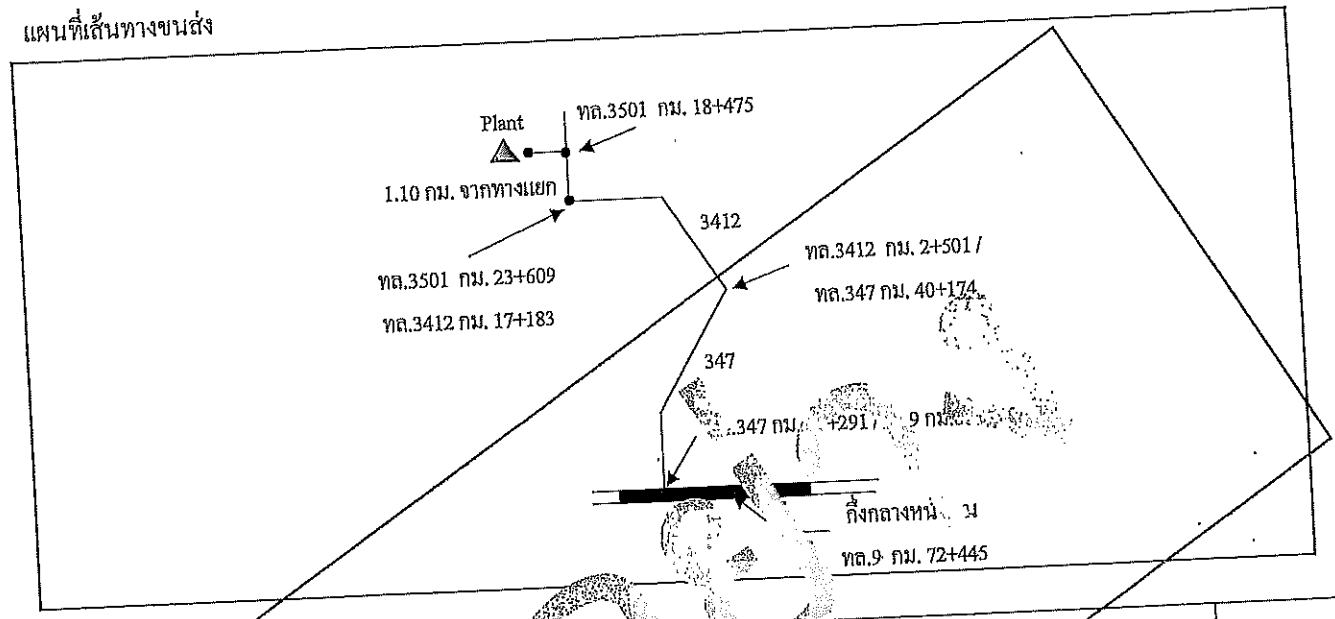 แผนที่เส้นทางขนส่ง
Plant
ทล.3501 กม. 18+475
1.10 กม. จากทางแยก
3412
ทล.3501 กม. 23+609
ทล.3412 กม. 17+183
ทล.3412 กม. 2+501 /
ทล.347 กม. 40+174
347
.347 กม. +291 / 9 กม.
กึ่งกลางหน่ น
ทล.9 กม. 72+445